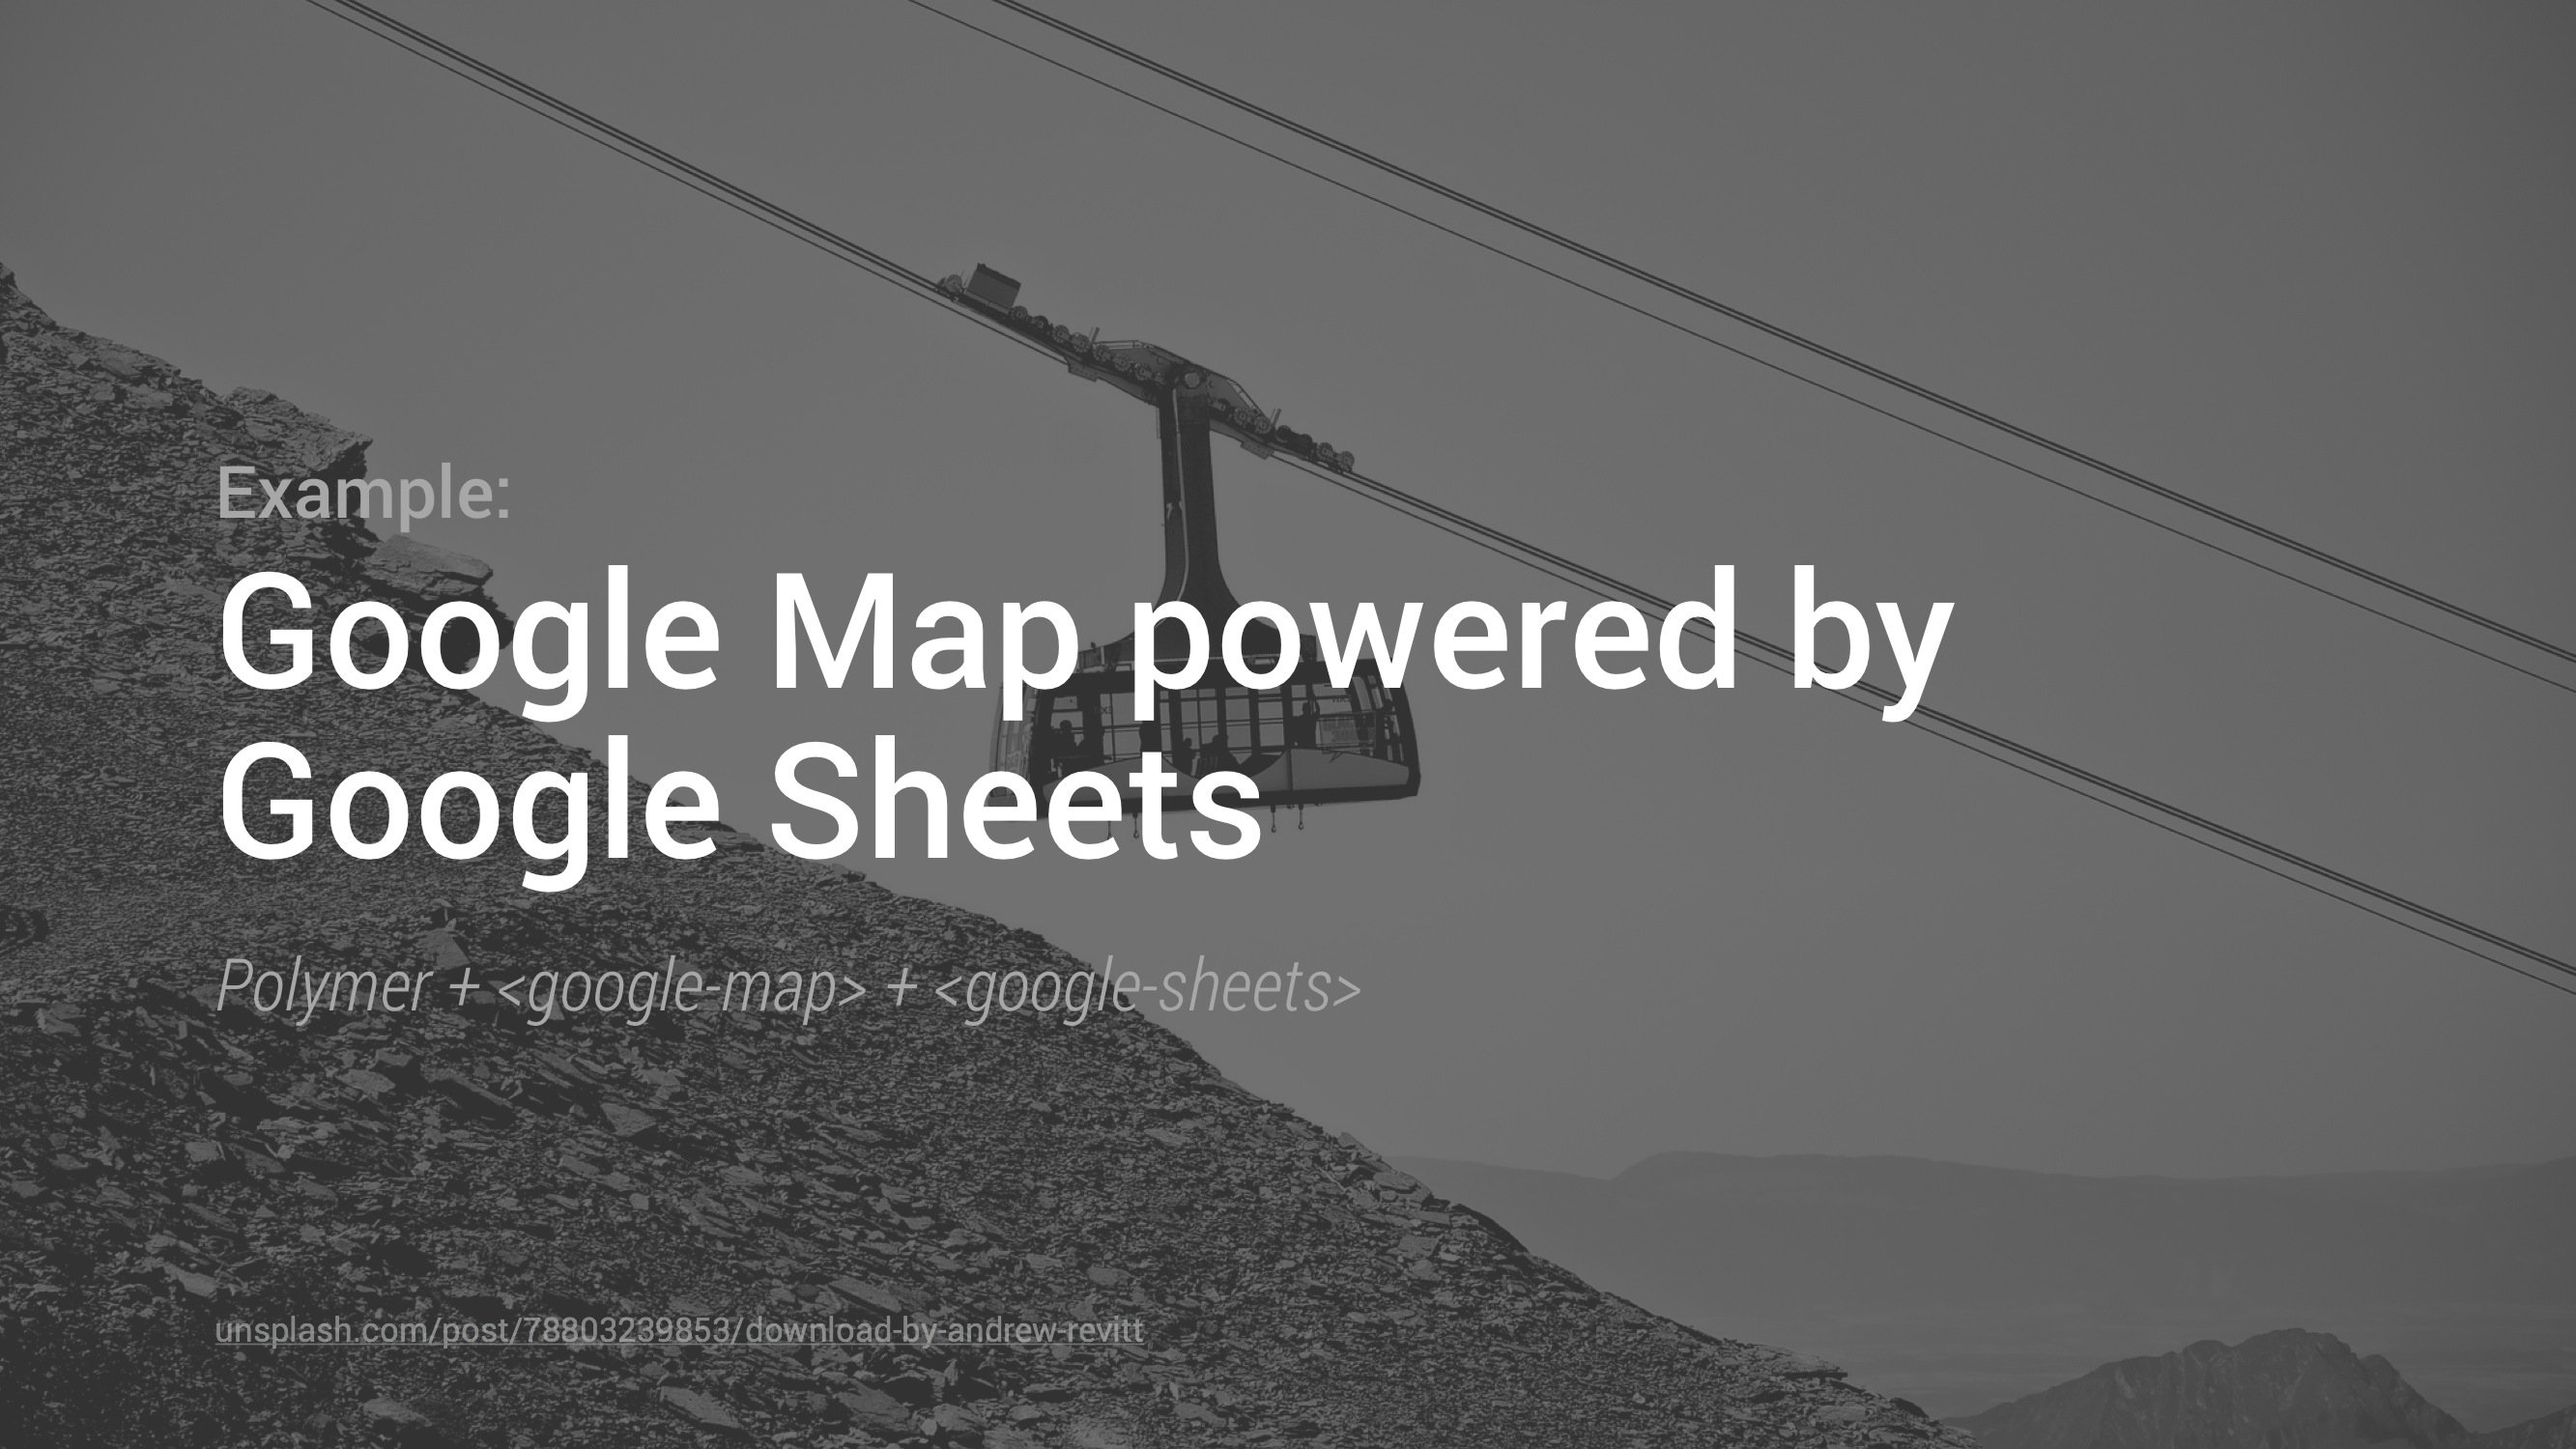 Example:
Google Map powered by
Google Sheets
Polymer + <google-map> + <google-sheets>
unsplash.com/post/78803239853/download-by-andrew-revitt